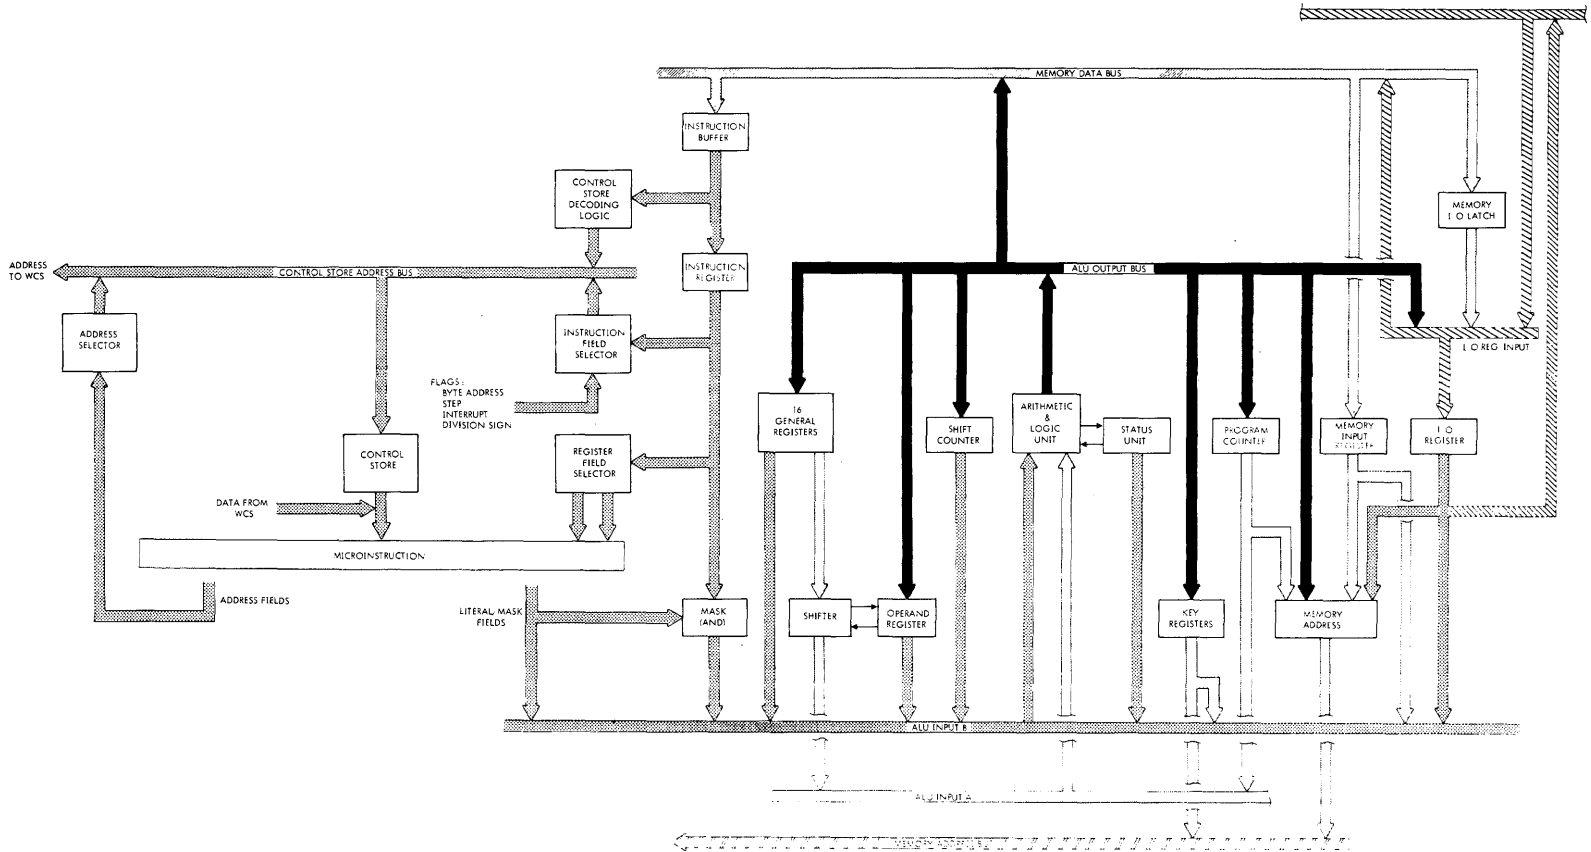 MEMORY DATA BUS
INSTRUCTION
BUFFER
CONTROL
STORE
DECODING
LOGIC
MEMORY
I O LATCH
ADDRESS
TO WCS
CONTROL STORE ADDRESS BUS
INSTRUCTION
REGISTER
ALU OUTPUT BUS
ADDRESS
SELECTOR
INSTRUCTION
FIELD
SELECTOR
I O REG INPUT
FLAGS:
BYTE ADDRESS
STEP
INTERRUPT
DIVISION SIGN
16
GENERAL
REGISTERS
SHIFT
COUNTER
ARITHMETIC
&
LOGIC
UNIT
STATUS
UNIT
PROGRAM
COUNTER
MEMORY
INPUT
REGISTER
I O
REGISTER
CONTROL
STORE
REGISTER
FIELD
SELECTOR
DATA FROM
WCS
MICROINSTRUCTION
ADDRESS FIELDS
LITERAL/MASK
FIELDS
MASK
(AND)
SHIFTER
OPERAND
REGISTER
KEY
REGISTERS
MEMORY
ADDRESS
ALU INPUT B
ALU INPUT A
MEMORY ADDRESS